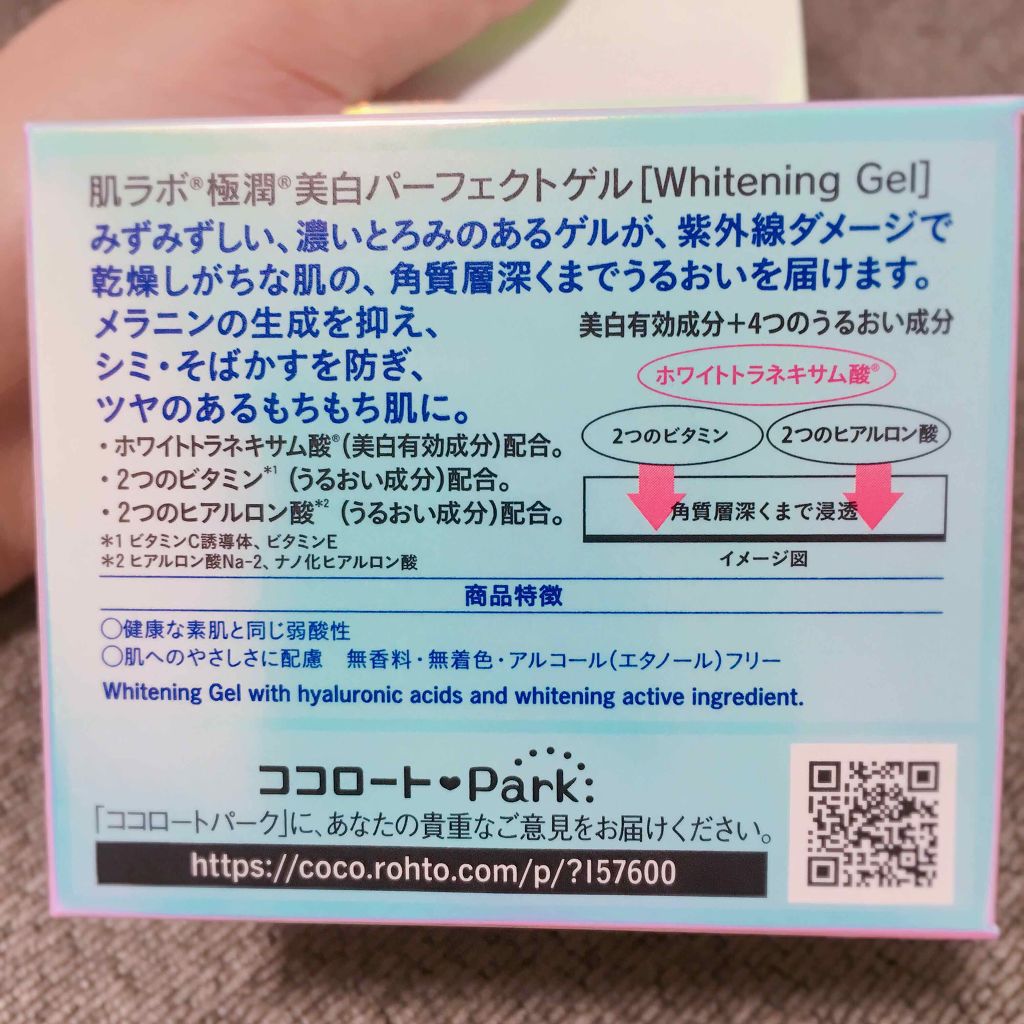 肌ラボ®極潤®美白パーフェクトゲル[Whitening Gel]
みずみずしい、濃いとろみのあるゲルが、紫外線ダメージで
乾燥しがちな肌の、角質層深くまでうるおいを届けます。
メラニンの生成を抑え、
シミ・そばかすを防ぎ、
ツヤのあるもちもち肌に。
・ホワイトトラネキサム酸®(美白有効成分)配合。
・2つのビタミン*1(うるおい成分)配合。
・2つのヒアルロン酸*2(うるおい成分)配合。
*1 ビタミンC誘導体、ビタミンE
*2 ヒアルロン酸Na-2、ナノ化ヒアルロン酸
美白有効成分+4つのうるおい成分
ホワイトトラネキサム酸®
2つのビタミン
2つのヒアルロン酸
角質層深くまで浸透
イメージ図
商品特徴
○健康な素肌と同じ弱酸性
○肌へのやさしさに配慮 無香料・無着色・アルコール(エタノール)フリー
Whitening Gel with hyaluronic acids and whitening active ingredient.
ココロート♥Park:
「ココロートパーク」に、あなたの貴重なご意見をお届けください。
https://coco.rohto.com/p/?157600